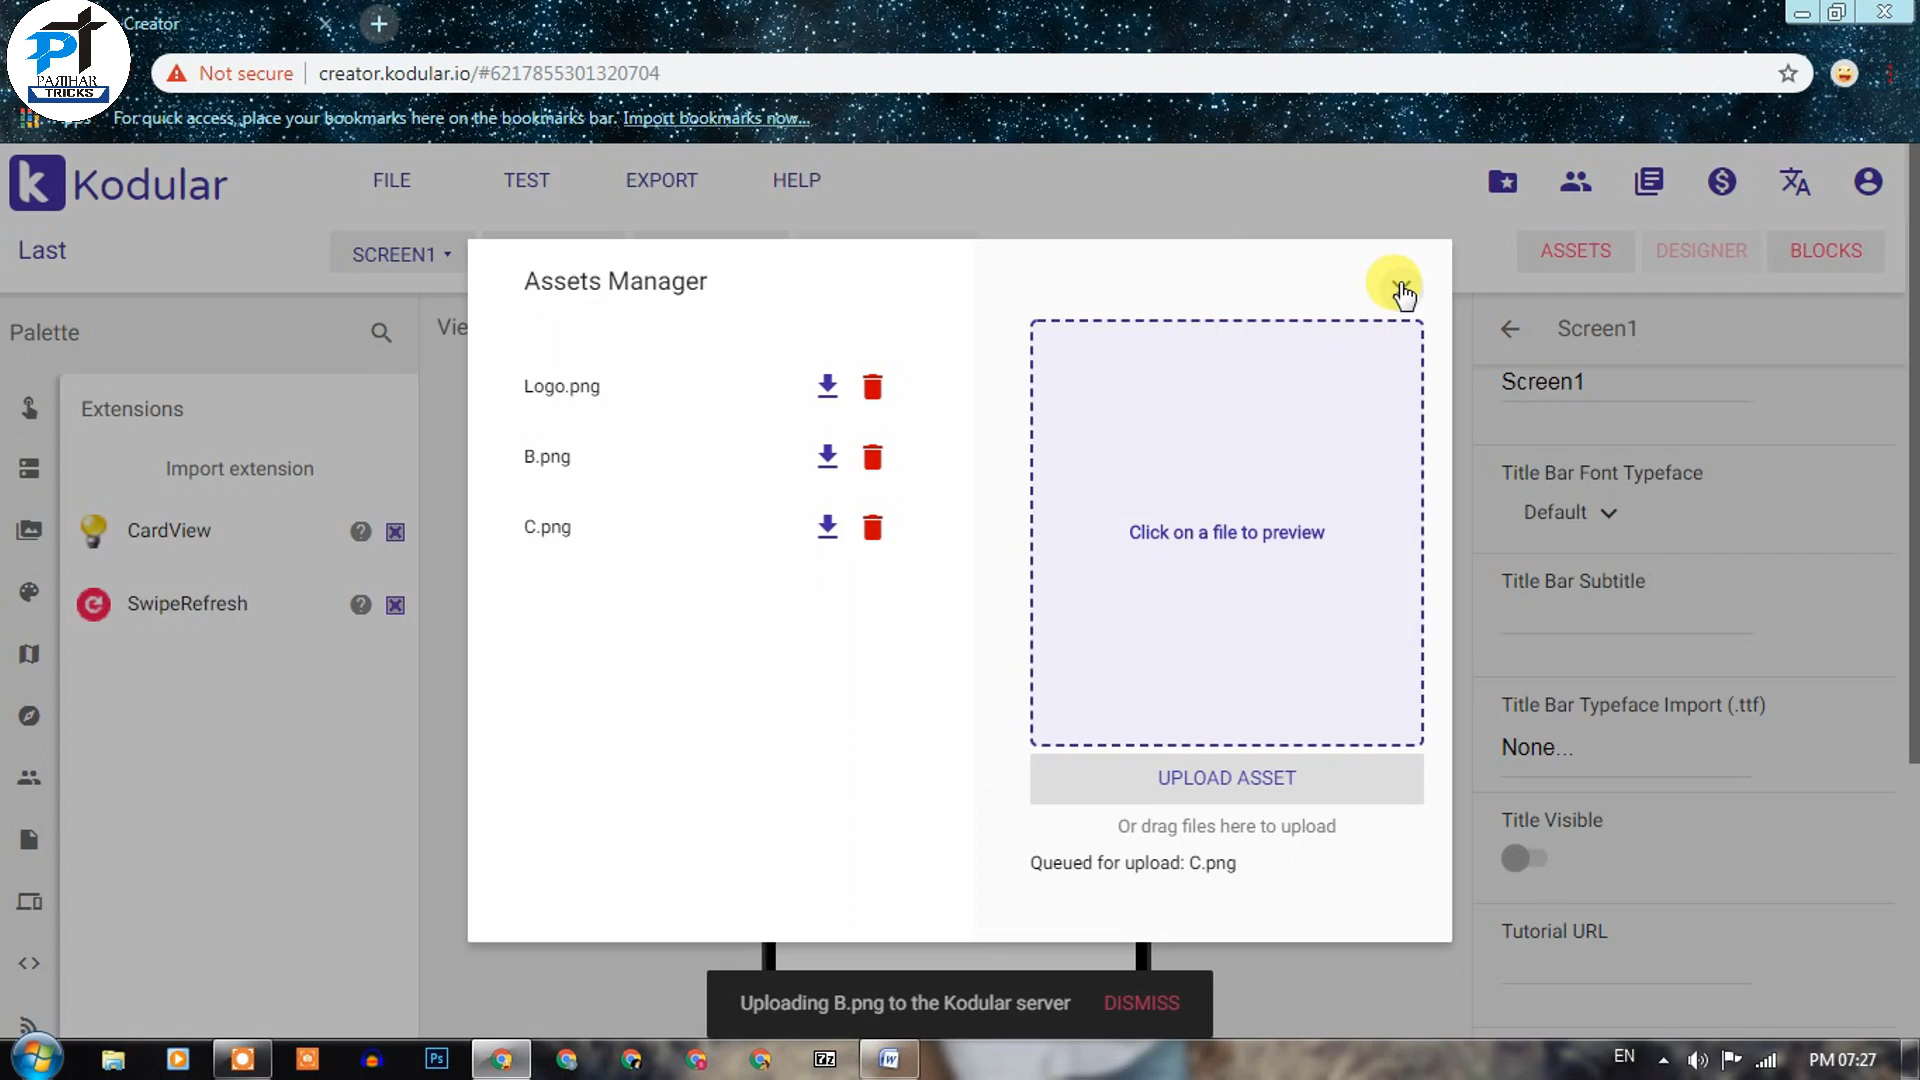 Creator
PARIHAR
TRICKS
Not secure
creator.kodular.io/#6217855301320704
For quick access, place your bookmarks here on the bookmarks bar. Import bookmarks now...
Kodular
FILE
TEST
EXPORT
HELP
Last
SCREEN1
ASSETS
DESIGNER
BLOCKS
Palette
Vie
Screen1
Extensions
Import extension
CardView
SwipeRefresh
Assets Manager
Logo.png
B.png
C.png
Click on a file to preview
UPLOAD ASSET
Or drag files here to upload
Queued for upload: C.png
Screen1
Title Bar Font Typeface
Default
Title Bar Subtitle
Title Bar Typeface Import (.ttf)
None...
Title Visible
Tutorial URL
Uploading B.png to the Kodular server
DISMISS
Ps
7z
W
EN
PM 07:27